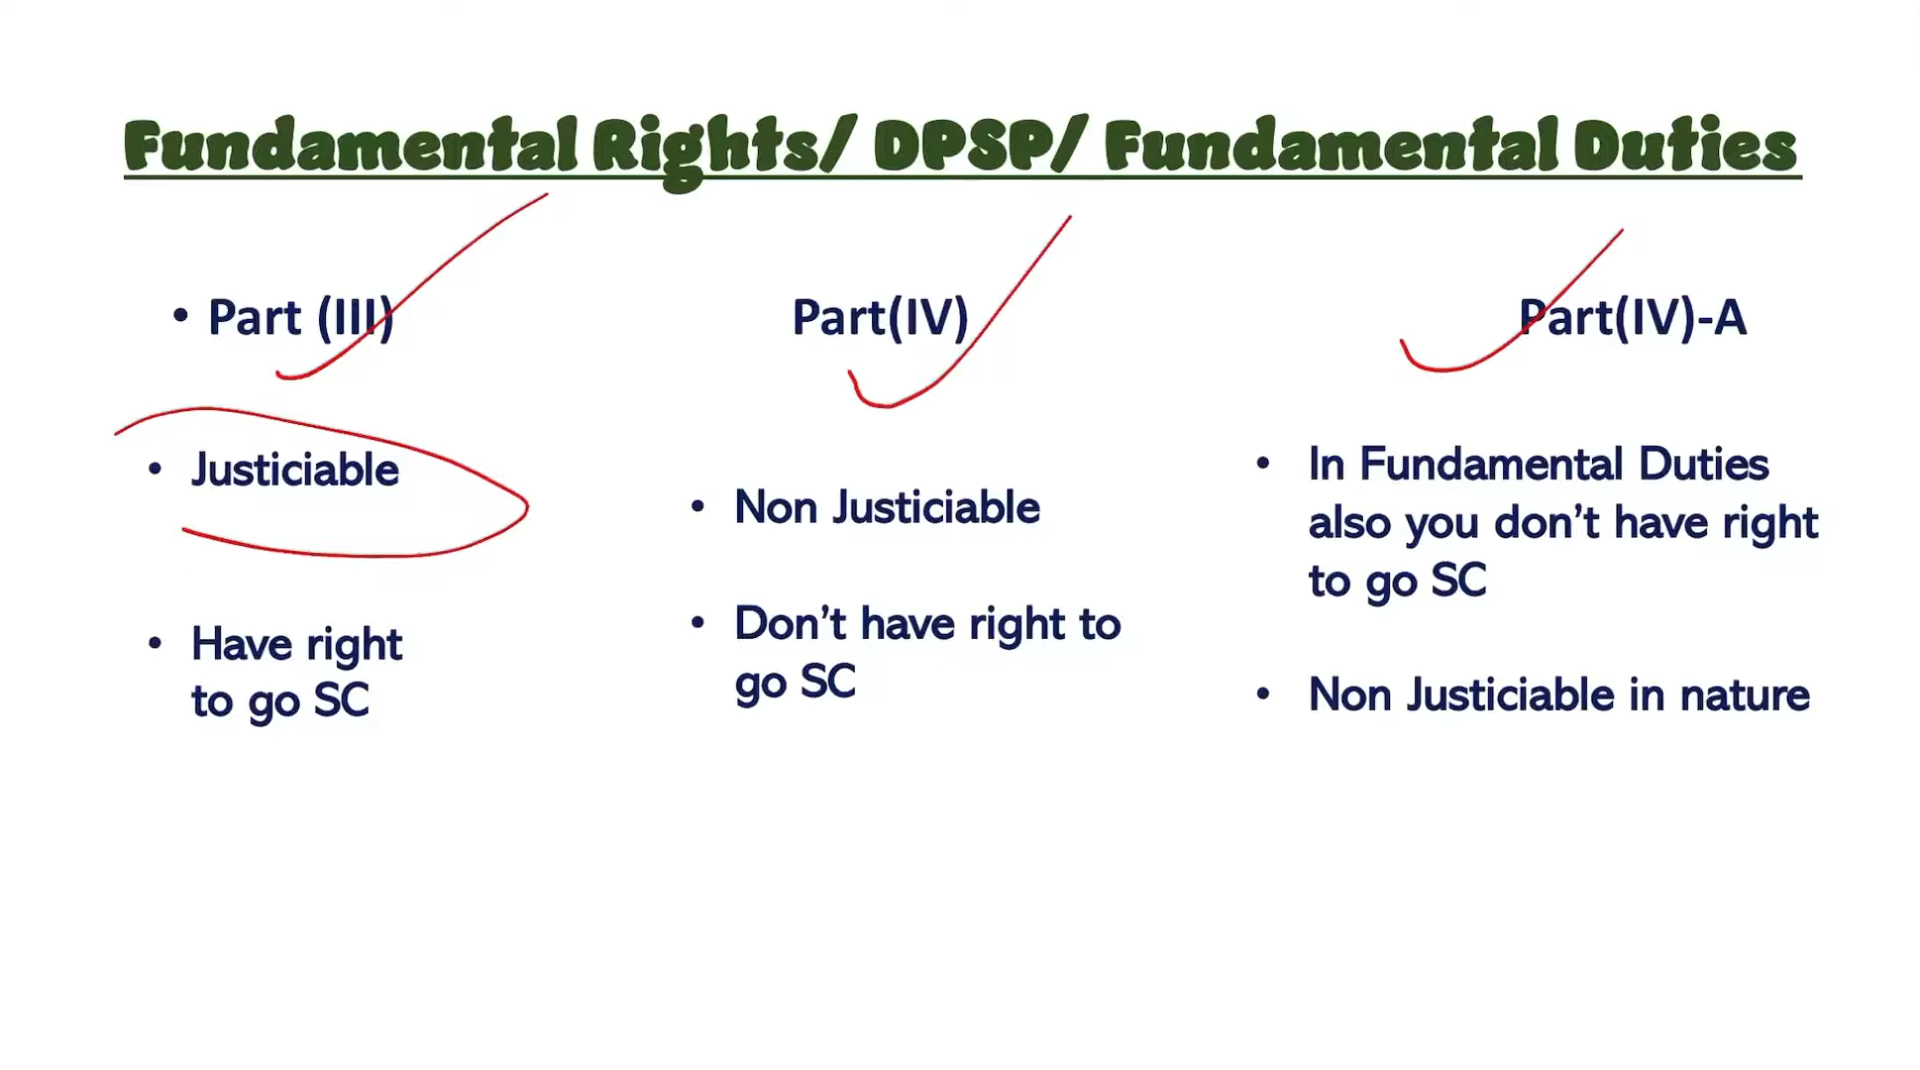 Fundamental Rights/ DPSP/ Fundamental Duties
• Part (III)
• Justiciable
• Have right
to go SC
Part(IV)
• Non Justiciable
• Don't have right to
go SC
Part(IV)-A
• In Fundamental Duties
also you don't have right
to go SC
• Non Justiciable in nature